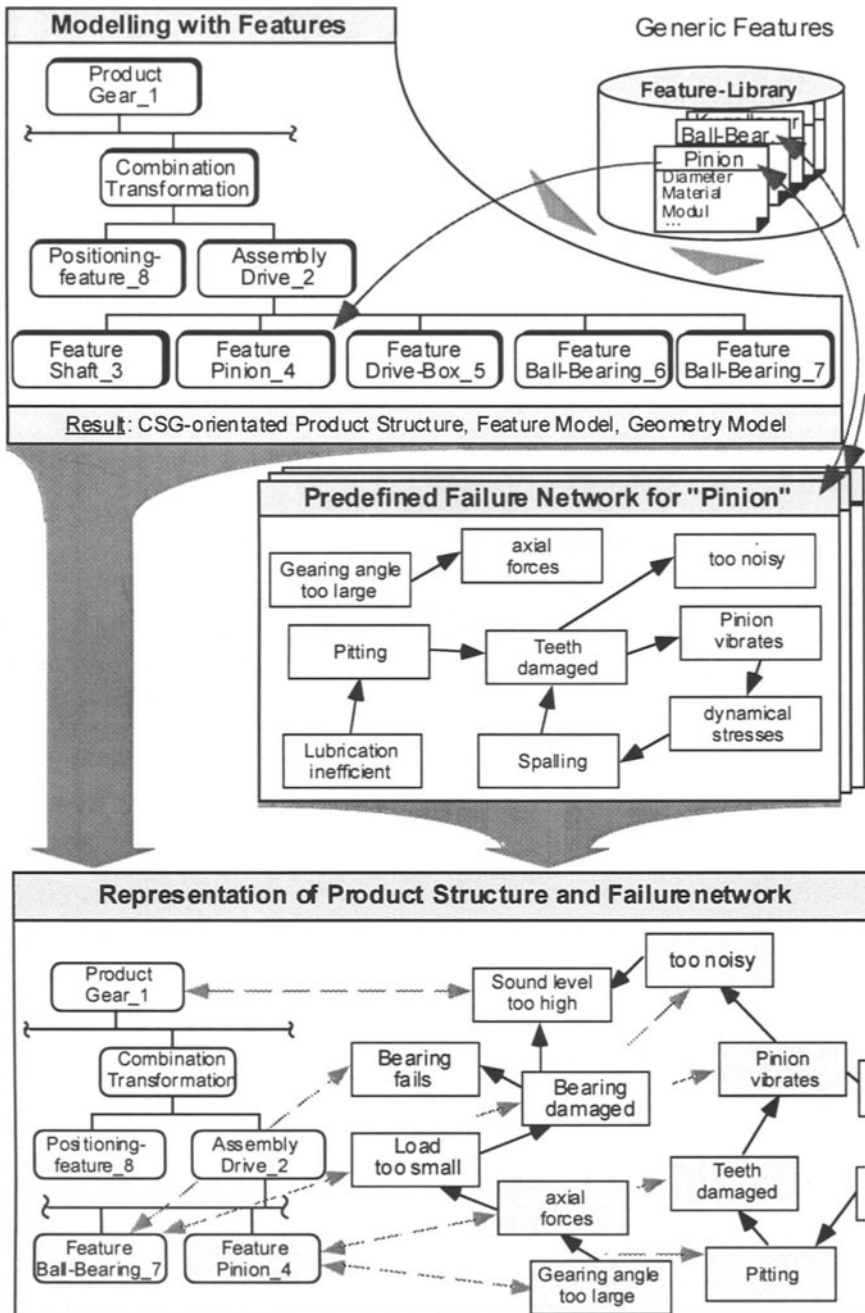 Modelling with Features
Generic Features
Product
Gear_1
Combination
Transformation
Positioning-
feature_8
Assembly
Drive_2
Feature
Shaft_3
Feature
Pinion_4
Feature
Drive-Box_5
Feature
Ball-Bearing_6
Feature
Ball-Bearing_7
Result: CSG-orientated Product Structure, Feature Model, Geometry Model
Feature-Library
Ball-Bear.
Pinion
Diameter
Material
Modul
...
Predefined Failure Network for "Pinion"
Gearing angle
too large
axial
forces
too noisy
Pitting
Teeth
damaged
Pinion
vibrates
Lubrication
inefficient
Spalling
dynamical
stresses
Representation of Product Structure and Failurenetwork
Product
Gear_1
Combination
Transformation
Positioning-
feature_8
Assembly
Drive_2
Feature
Ball-Bearing_7
Feature
Pinion_4
Sound level
too high
too noisy
Bearing
fails
Bearing
damaged
Pinion
vibrates
Load
too small
Teeth
damaged
axial
forces
Gearing angle
too large
Pitting